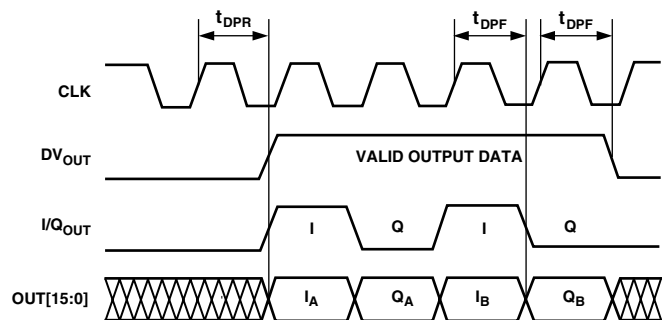 tDPR tDPF tDPF
CLK
DVOUT VALID OUTPUT DATA
I/QOUT I Q I Q
OUT[15:0] IA QA IB QB